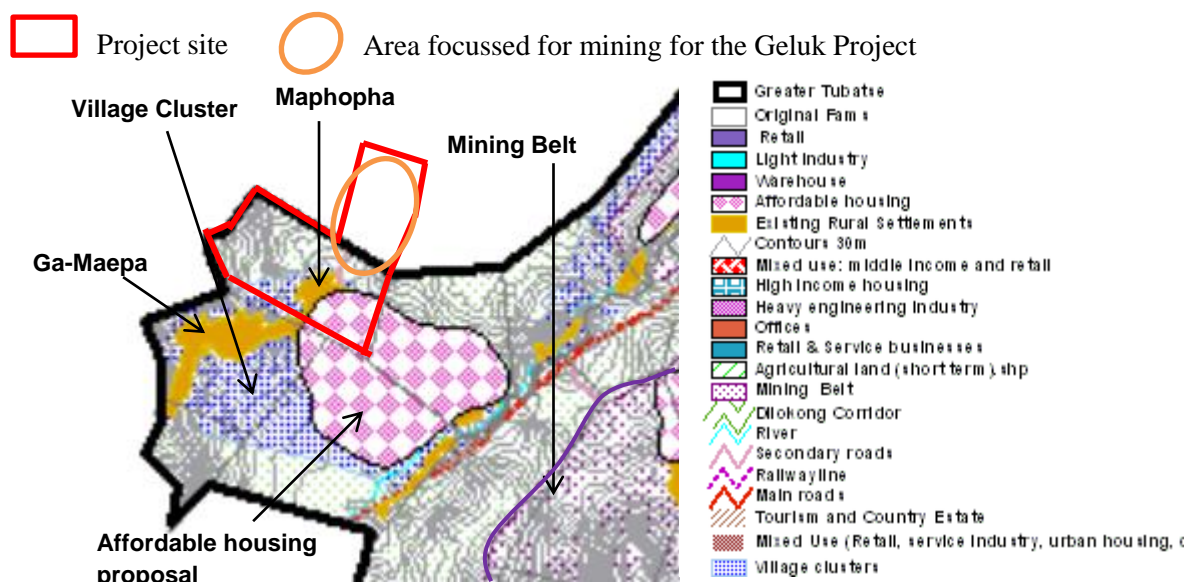 Project site
Area focussed for mining for the Geluk Project
Village Cluster
Maphopha
Mining Belt
Ga-Maepa
Affordable housing
proposal
Greater Tubatse
Original Fams
Retail
Light Industry
Warehouse
Affordable housing
Existing Rural Settlements
Contours 30m
Mixed use: middle income and retail
High income housing
Heavy engineering industry
Offices
Retail & Service businesses
Agricultural land (short term).shp
Mining Belt
Dilokong Corridor
River
Secondary roads
Railwayline
Main roads
Tourism and Country Estate
Mixed Use (Retail, service industry, urban housing,
Village clusters